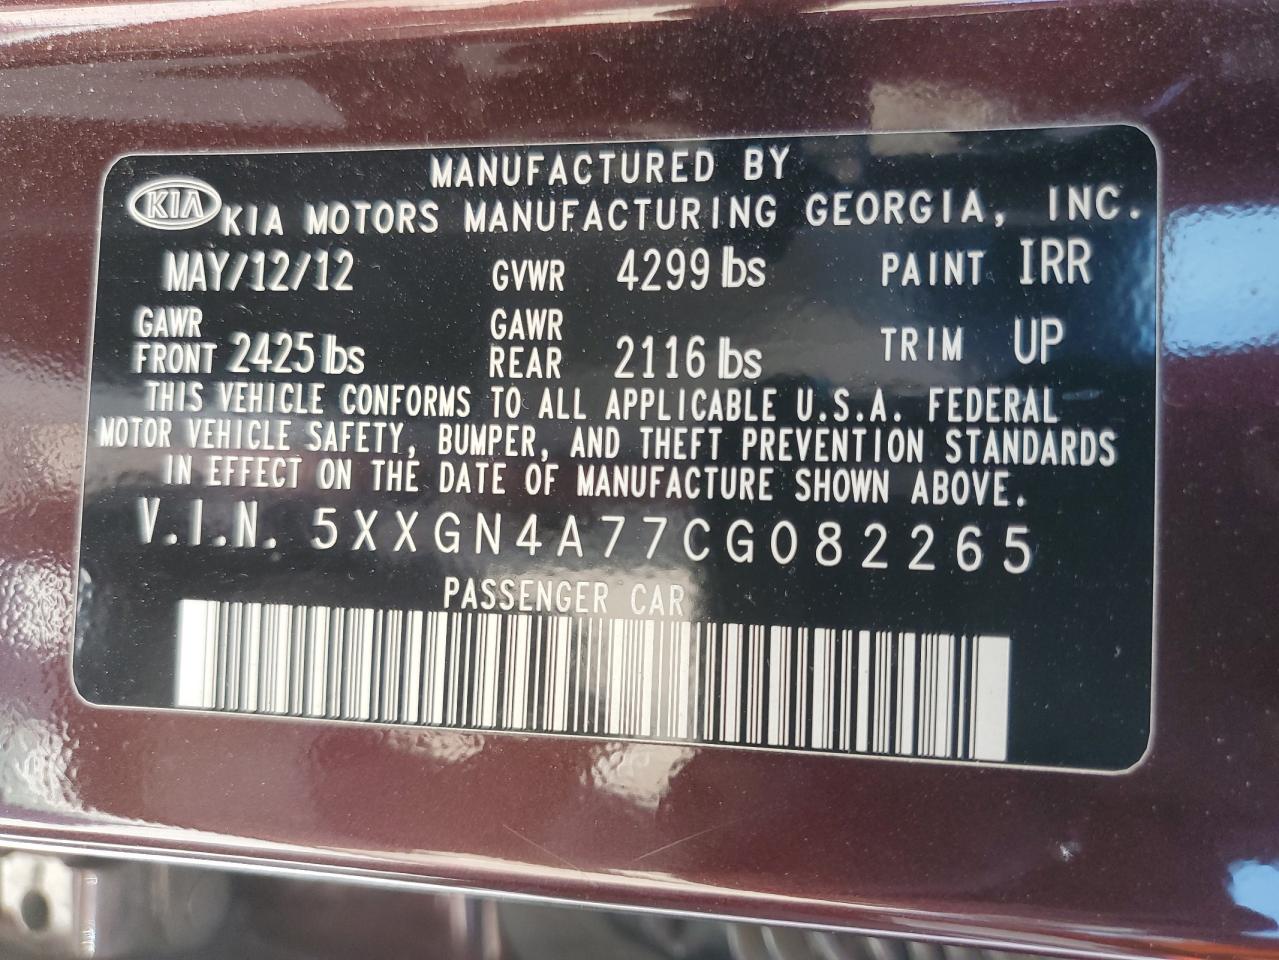 MANUFACTURED BY
KIA KIA MOTORS MANUFACTURING GEORGIA, INC.
MAY/12/12 GVWR 4299 lbs PAINT IRR
GAWR FRONT 2425 lbs GAWR REAR 2116 lbs TRIM UP
THIS VEHICLE CONFORMS TO ALL APPLICABLE U.S.A. FEDERAL
MOTOR VEHICLE SAFETY, BUMPER, AND THEFT PREVENTION STANDARDS
IN EFFECT ON THE DATE OF MANUFACTURE SHOWN ABOVE.
V.I.N. 5XXGN4A77CG082265
PASSENGER CAR